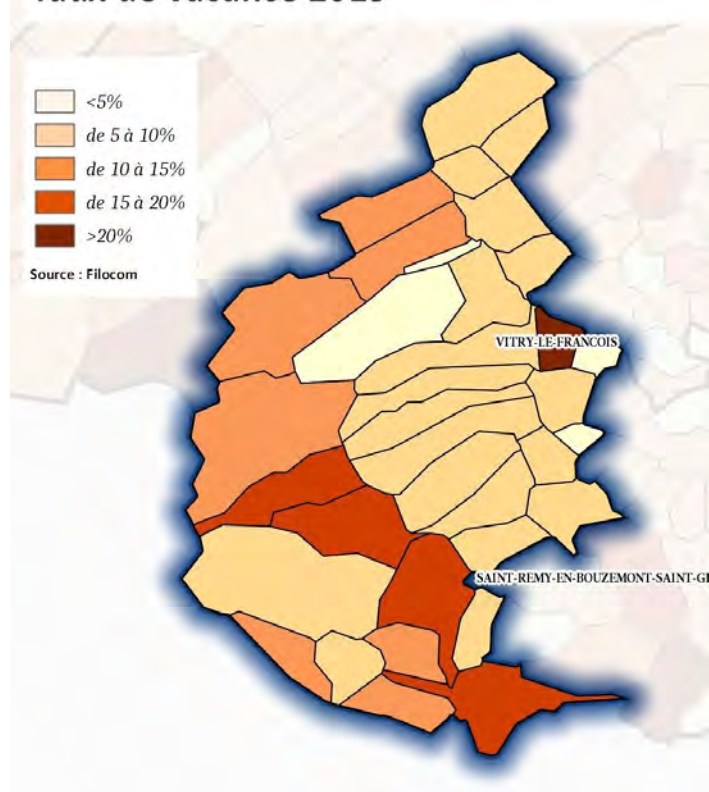 <5%
de 5 à 10%
de 10 à 15%
de 15 à 20%
>20%
Source : Filocom
VITRY-LE-FRANCOIS
SAINT-REMY-EN-BOUZEMONT-SAINT-GE